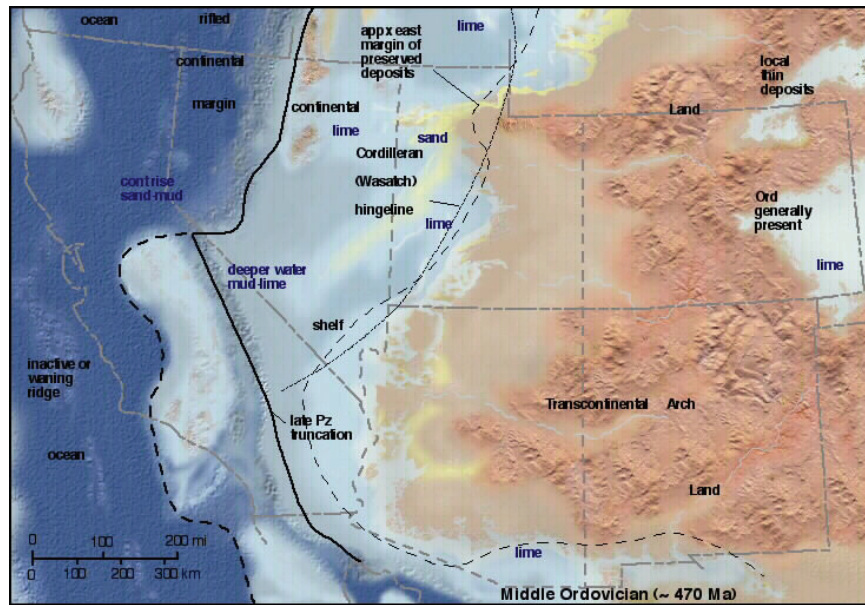 ocean
rifled
continental
margin
lime
appx east
margin of
preserved
deposits
local
thin
deposits
continental
lime
sand
Land
Cordilleran
(Wasatch)
hingeline
lime
cont rise
sand-mud
Ord
generally
present
lime
deeper water
mud-lime
shelf
inactive or
waning
ridge
late Pz
truncation
Transcontinental Arch
ocean
Land
0 100 200 mi
0 100 200 300 km
lime
Middle Ordovician (~ 470 Ma)